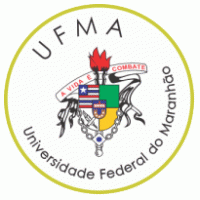 UFMA
A VIDA É COMBATE
Universidade Federal do Maranhão